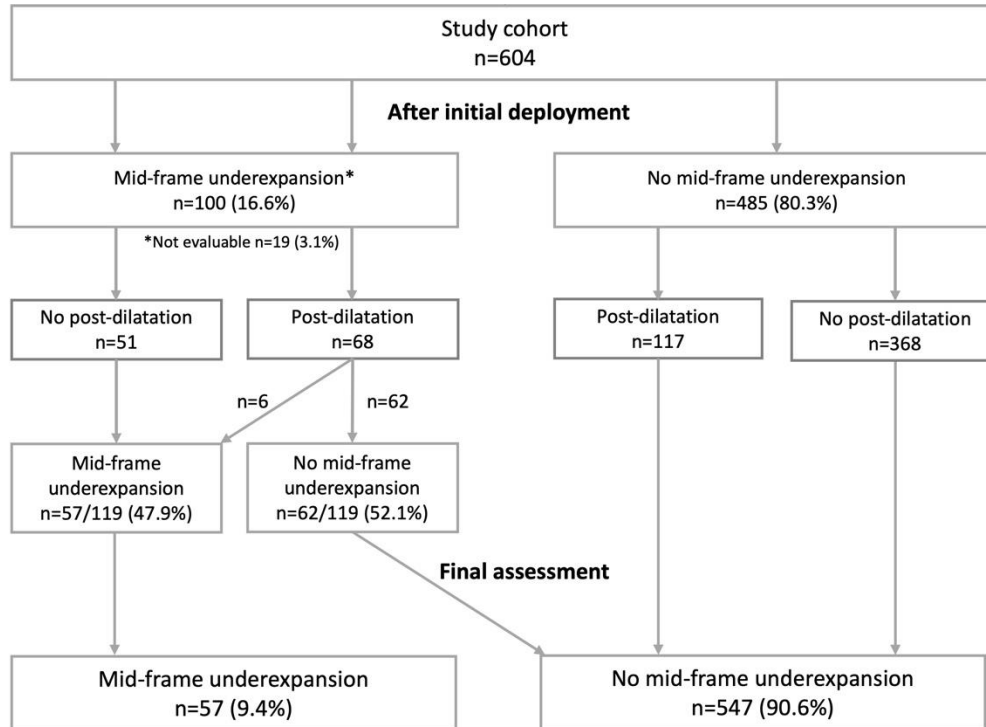 Study cohort
n=604
After initial deployment
Mid-frame underexpansion*
n=100 (16.6%)
No mid-frame underexpansion
n=485 (80.3%)
*Not evaluable n=19 (3.1%)
No post-dilatation
n=51
Post-dilatation
n=68
Post-dilatation
n=117
No post-dilatation
n=368
n=6
n=62
Mid-frame
underexpansion
n=57/119 (47.9%)
No mid-frame
underexpansion
n=62/119 (52.1%)
Final assessment
Mid-frame underexpansion
n=57 (9.4%)
No mid-frame underexpansion
n=547 (90.6%)